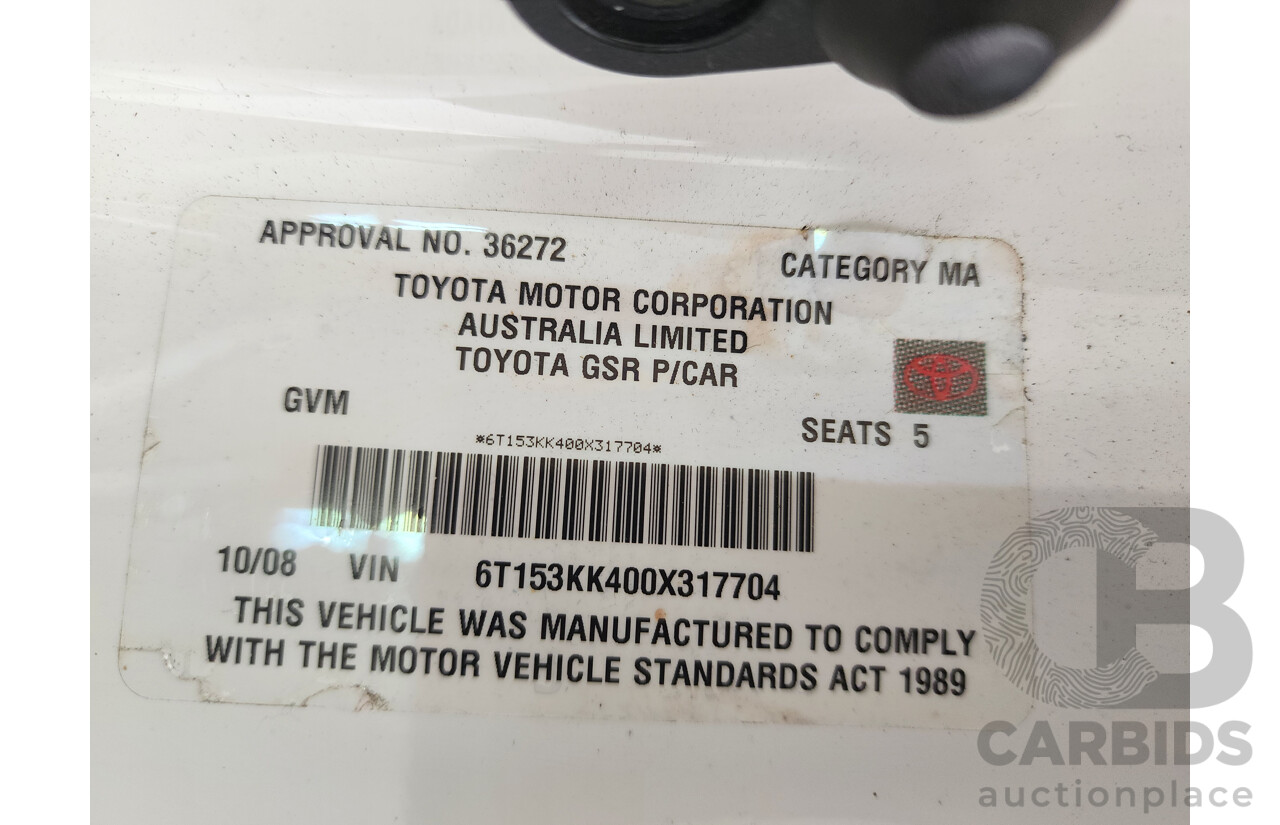 APPROVAL NO. 36272
CATEGORY MA
TOYOTA MOTOR CORPORATION
AUSTRALIA LIMITED
TOYOTA GSR P/CAR
GVM
SEATS 5
*6T153KK400X317704*
10/08 VIN 6T153KK400X317704
THIS VEHICLE WAS MANUFACTURED TO COMPLY
WITH THE MOTOR VEHICLE STANDARDS ACT 1989
CB
CARBIDS
auctionplace